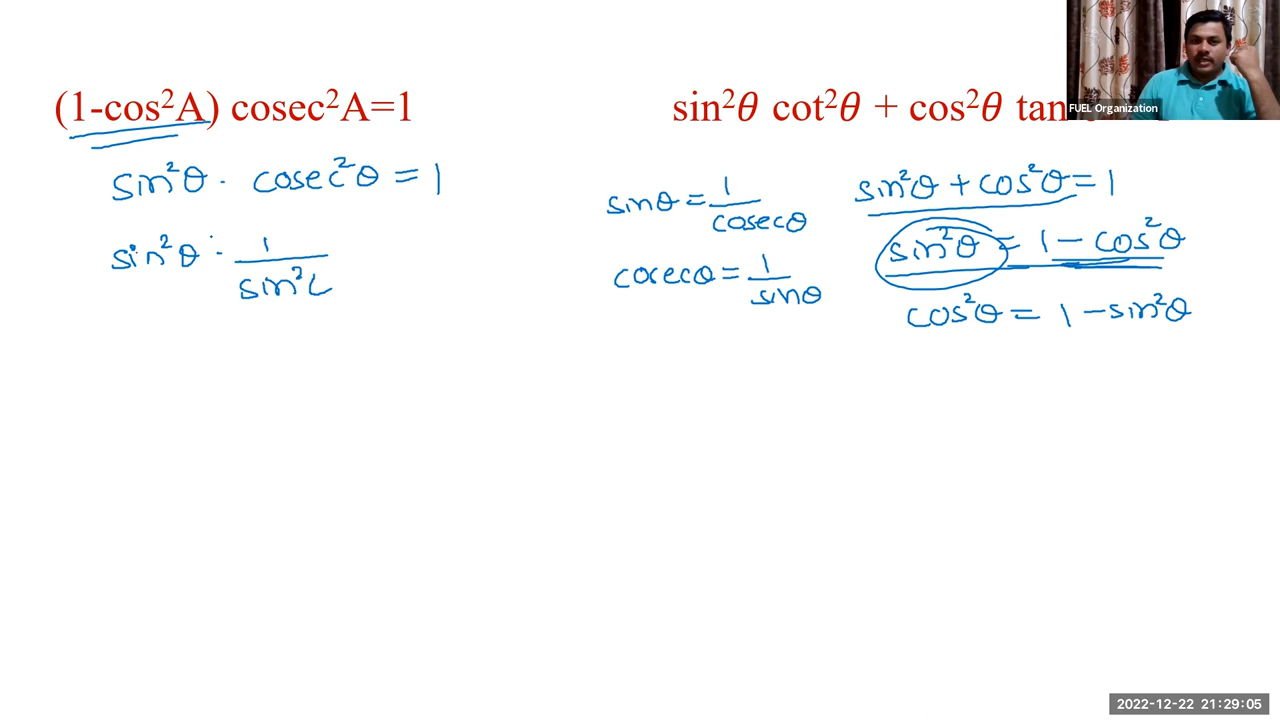 (1-cos²A) cosec²A=1
sin²θ · cosec²θ = 1
sin²θ · 1/sin²
sin²θ cot²θ + cos²θ tan
sinθ = 1/cosecθ
cosecθ = 1/sinθ
sin²θ + cos²θ = 1
sin²θ = 1 - cos²θ
cos²θ = 1 - sin²θ
FUEL Organization
2022-12-22 21:29:05